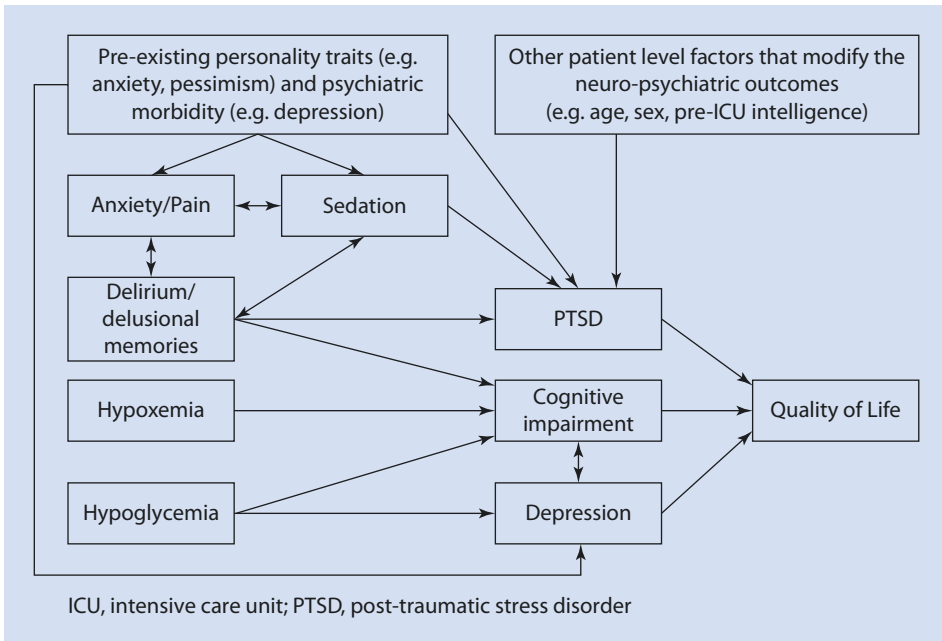 Pre-existing personality traits (e.g.
anxiety, pessimism) and psychiatric
morbidity (e.g. depression)
Other patient level factors that modify the
neuro-psychiatric outcomes
(e.g. age, sex, pre-ICU intelligence)
Anxiety/Pain
Sedation
Delirium/
delusional
memories
PTSD
Hypoxemia
Cognitive
impairment
Quality of Life
Hypoglycemia
Depression
ICU, intensive care unit; PTSD, post-traumatic stress disorder